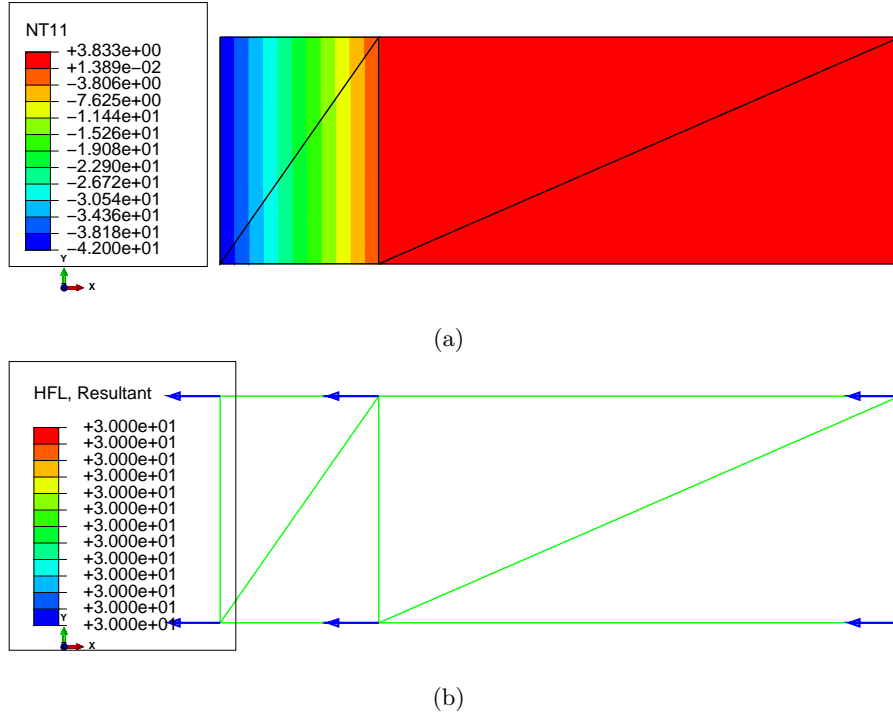 NT11
+3.833e+00
+1.389e−02
−3.806e+00
−7.625e+00
−1.144e+01
−1.526e+01
−1.908e+01
−2.290e+01
−2.672e+01
−3.054e+01
−3.436e+01
−3.818e+01
−4.200e+01
Y
Z
X
(a)
HFL, Resultant
+3.000e+01
+3.000e+01
+3.000e+01
+3.000e+01
+3.000e+01
+3.000e+01
+3.000e+01
+3.000e+01
+3.000e+01
+3.000e+01
+3.000e+01
+3.000e+01
+3.000e+01
Y
Z
X
(b)